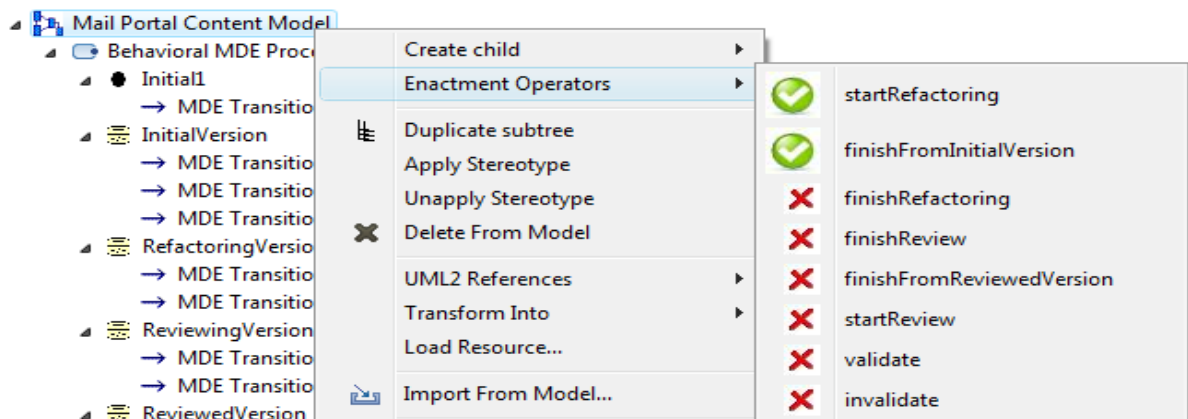 Mail Portal Content Model
Behavioral MDE Proc
Initial1
MDE Transitio
InitialVersion
MDE Transitio
MDE Transitio
MDE Transitio
RefactoringVersio
MDE Transitio
MDE Transitio
ReviewingVersion
MDE Transitio
MDE Transitio
ReviewedVersion
Create child
Enactment Operators
Duplicate subtree
Apply Stereotype
Unapply Stereotype
Delete From Model
UML2 References
Transform Into
Load Resource...
Import From Model...
startRefactoring
finishFromInitialVersion
finishRefactoring
finishReview
finishFromReviewedVersion
startReview
validate
invalidate